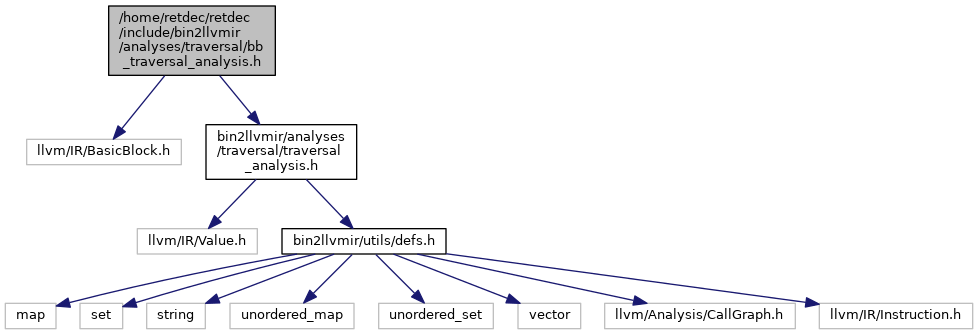 /home/retdec/retdec
/include/bin2llvmir
/analyses/traversal/bb
_traversal_analysis.h
llvm/IR/BasicBlock.h
bin2llvmir/analyses
/traversal/traversal
_analysis.h
llvm/IR/Value.h
bin2llvmir/utils/defs.h
map
set
string
unordered_map
unordered_set
vector
llvm/Analysis/CallGraph.h
llvm/IR/Instruction.h